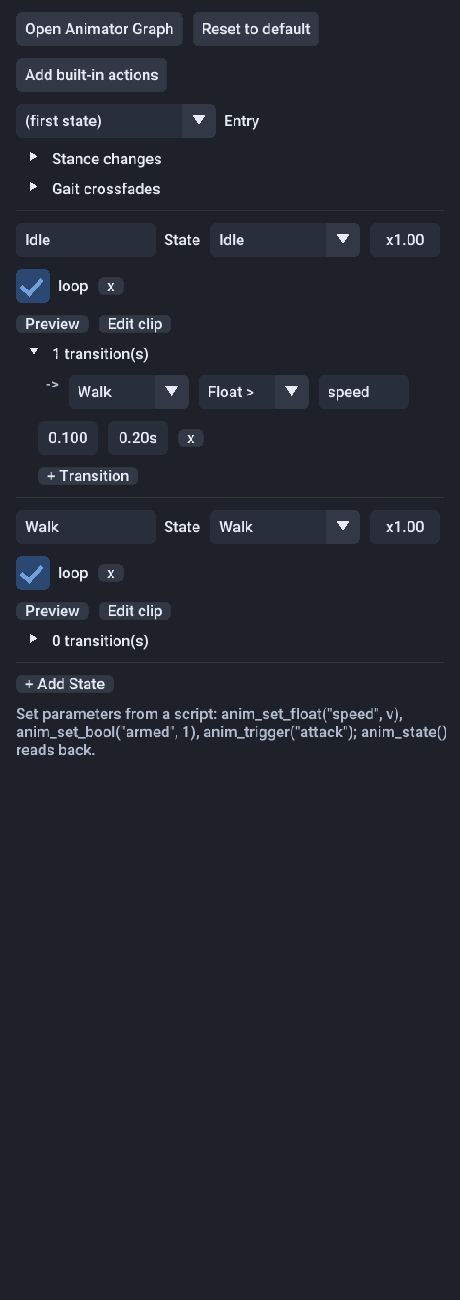 Open Animator Graph Reset to default
Add built-in actions
(first state) Entry
Stance changes
Gait crossfades
Idle State Idle x1.00
loop x
Preview Edit clip
1 transition(s)
-> Walk Float > speed
0.100 0.20s x
+ Transition
Walk State Walk x1.00
loop x
Preview Edit clip
0 transition(s)
+ Add State
Set parameters from a script: anim_set_float("speed", v),
anim_set_bool("armed", 1), anim_trigger("attack"); anim_state()
reads back.